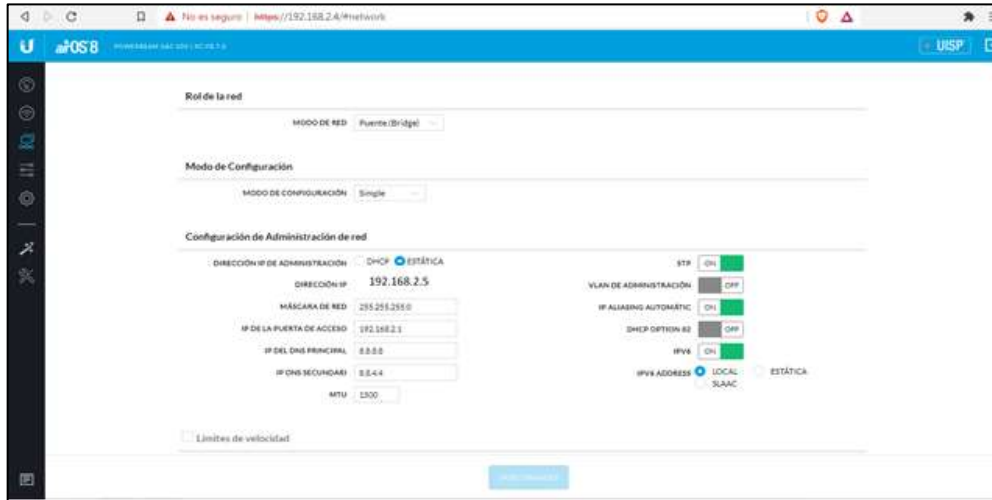 No es seguro | https://192.168.2.4/#network
airOS 8
UISP
Rol de la red
MODO DE RED Puente (Bridge)
Modo de Configuración
MODO DE CONFIGURACIÓN Simple
Configuración de Administración de red
DIRECCIÓN IP DE ADMINISTRACIÓN DHCP ESTÁTICA STP ON
DIRECCIÓN IP 192.168.2.5 VLAN DE ADMINISTRACIÓN OFF
MÁSCARA DE RED 255.255.255.0 IP ALIASING AUTOMÁTIC ON
IP DE LA PUERTA DE ACCESO 192.168.2.1 DHCP OPTION 82 OFF
IP DEL DNS PRINCIPAL 8.8.8.8 IPV6 ON
IP DNS SECUNDARI 8.8.4.4 IPV6 ADDRESS LOCAL ESTÁTICA
SLAAC
MTU 1500
Límites de velocidad